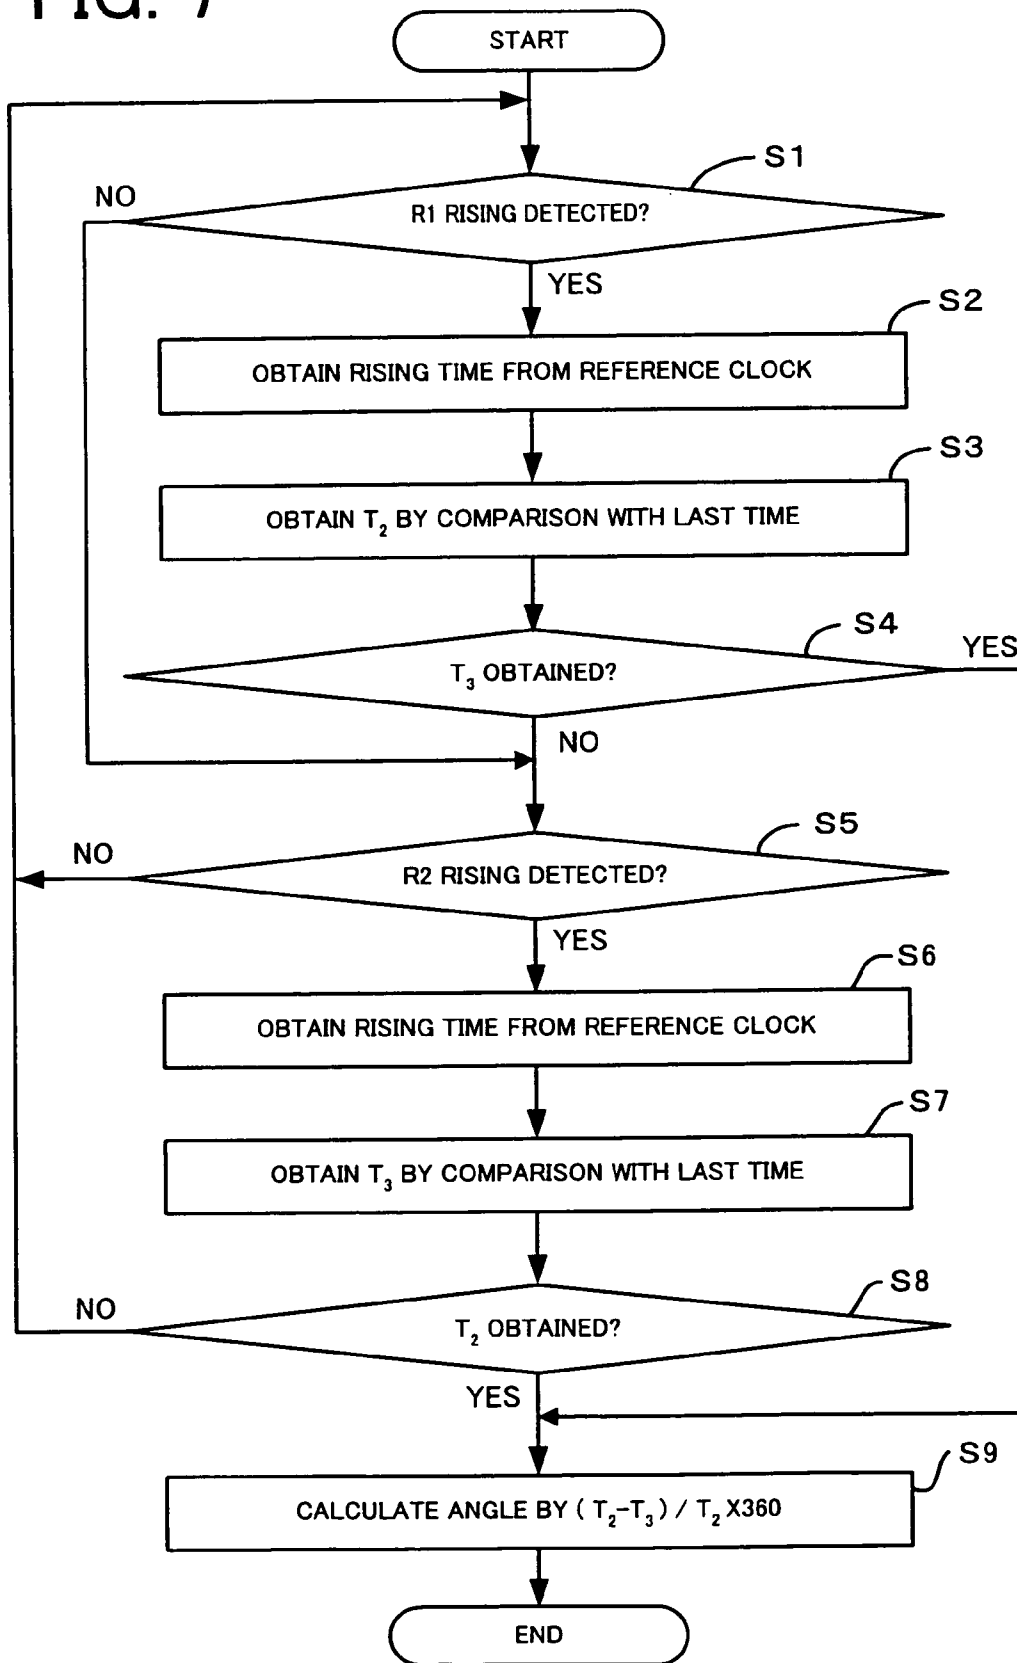 FIG. 7
START
S1
NO
R1 RISING DETECTED?
YES
S2
OBTAIN RISING TIME FROM REFERENCE CLOCK
S3
OBTAIN T₂ BY COMPARISON WITH LAST TIME
S4
YES
T₃ OBTAINED?
NO
S5
NO
R2 RISING DETECTED?
YES
S6
OBTAIN RISING TIME FROM REFERENCE CLOCK
S7
OBTAIN T₃ BY COMPARISON WITH LAST TIME
S8
NO
T₂ OBTAINED?
YES
S9
CALCULATE ANGLE BY ( T₂-T₃ ) / T₂ X360
END